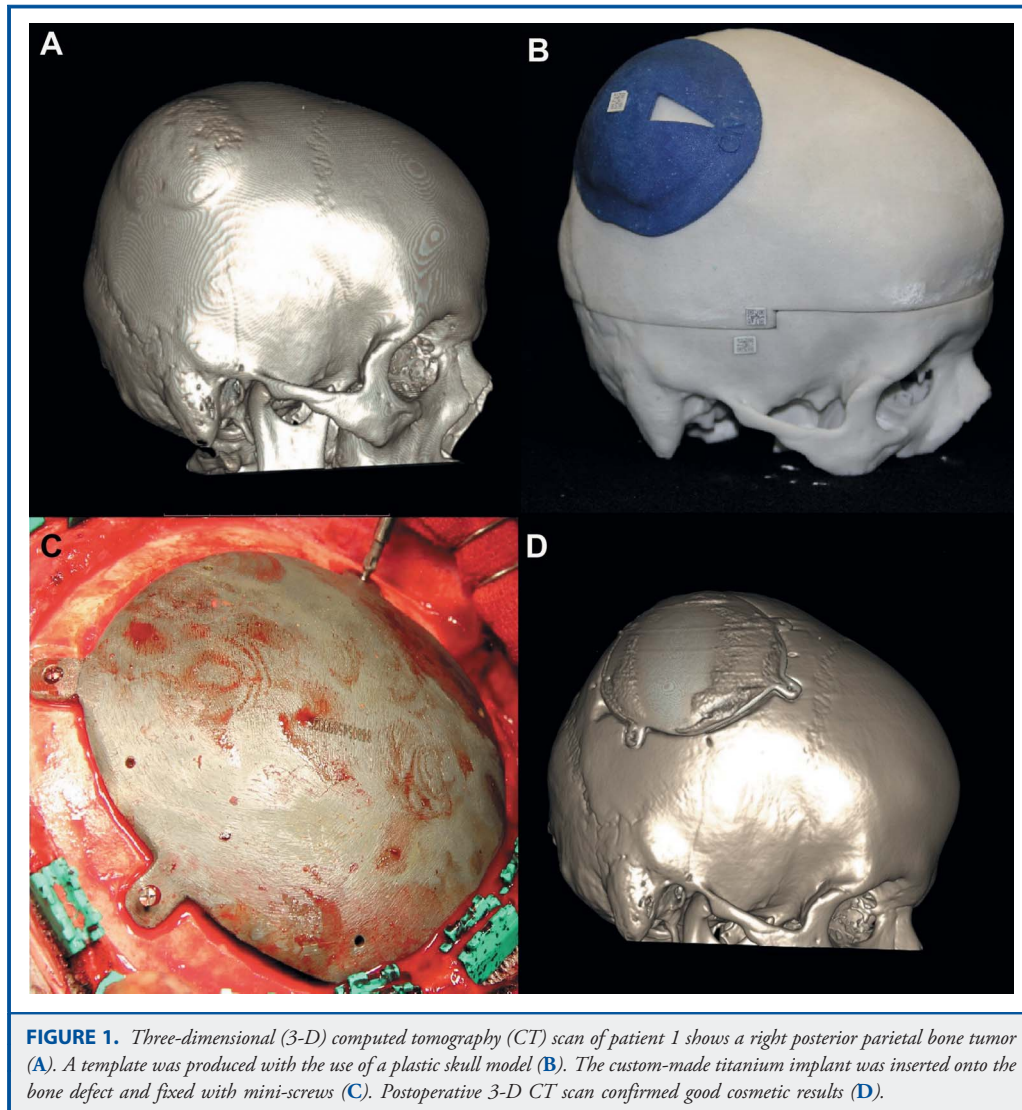 A
B
C
D
FIGURE 1. Three-dimensional (3-D) computed tomography (CT) scan of patient 1 shows a right posterior parietal bone tumor
(A). A template was produced with the use of a plastic skull model (B). The custom-made titanium implant was inserted onto the
bone defect and fixed with mini-screws (C). Postoperative 3-D CT scan confirmed good cosmetic results (D).